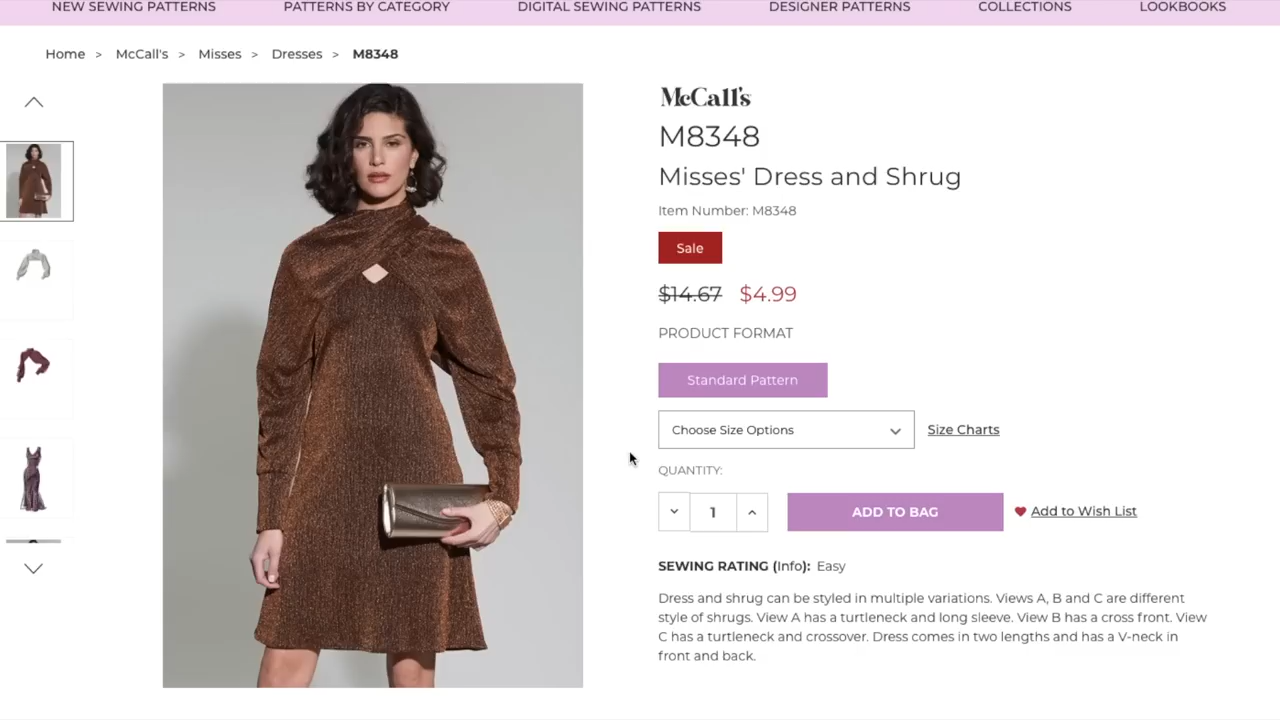 NEW SEWING PATTERNS PATTERNS BY CATEGORY DIGITAL SEWING PATTERNS DESIGNER PATTERNS COLLECTIONS LOOKBOOKS
Home > McCall's > Misses > Dresses > M8348
McCall's
M8348
Misses' Dress and Shrug
Item Number: M8348
Sale
$14.67 $4.99
PRODUCT FORMAT
Standard Pattern
Choose Size Options Size Charts
QUANTITY:
1 ADD TO BAG Add to Wish List
SEWING RATING (Info): Easy
Dress and shrug can be styled in multiple variations. Views A, B and C are different
style of shrugs. View A has a turtleneck and long sleeve. View B has a cross front. View
C has a turtleneck and crossover. Dress comes in two lengths and has a V-neck in
front and back.